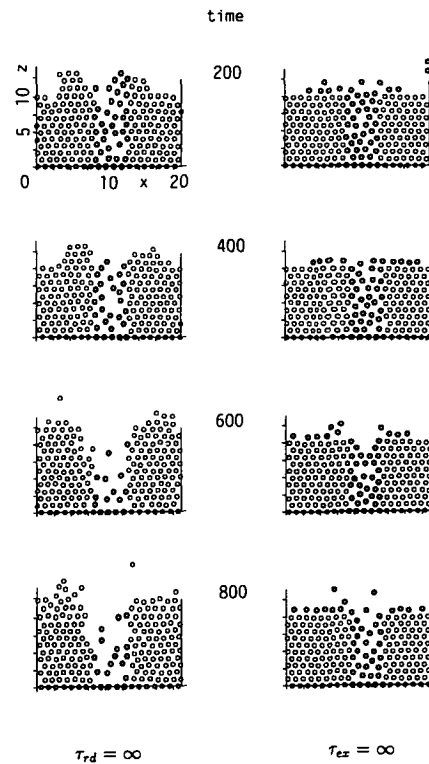 time
200
z
10
5
0
10 x 20
400
600
800
τ_rd = ∞
τ_ex = ∞